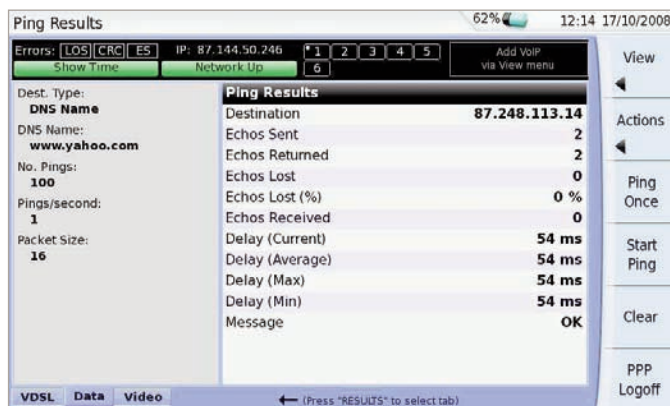 Ping Results
62%
12:14 17/10/2008
Errors: LOS CRC ES
IP: 87.144.50.246
1 2 3 4 5
6
Show Time
Network Up
Add VoIP
via View menu
Dest. Type:
DNS Name
DNS Name:
www.yahoo.com
No. Pings:
100
Pings/second:
1
Packet Size:
16
Ping Results
Destination 87.248.113.14
Echos Sent 2
Echos Returned 2
Echos Lost 0
Echos Lost (%) 0 %
Echos Received 0
Delay (Current) 54 ms
Delay (Average) 54 ms
Delay (Max) 54 ms
Delay (Min) 54 ms
Message OK
View
Actions
Ping
Once
Start
Ping
Clear
PPP
Logoff
VDSL Data Video
(Press "RESULTS" to select tab)